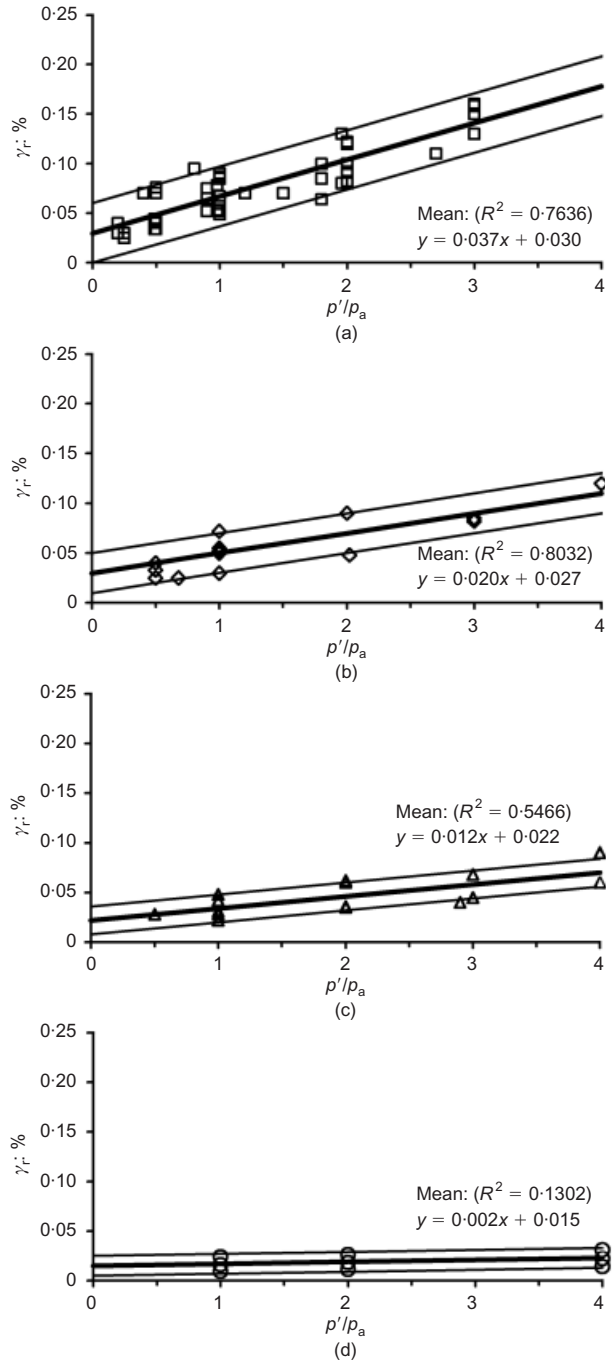 0·25
0·20
0·15
0·10
0·05
0
γr: %
Mean: (R² = 0·7636)
y = 0·037x + 0·030
0 1 2 3 4
p′/pa
(a)
0·25
0·20
0·15
0·10
0·05
0
γr: %
Mean: (R² = 0·8032)
y = 0·020x + 0·027
0 1 2 3 4
p′/pa
(b)
0·25
0·20
0·15
0·10
0·05
0
γr: %
Mean: (R² = 0·5466)
y = 0·012x + 0·022
0 1 2 3 4
p′/pa
(c)
0·25
0·20
0·15
0·10
0·05
0
γr: %
Mean: (R² = 0·1302)
y = 0·002x + 0·015
0 1 2 3 4
p′/pa
(d)